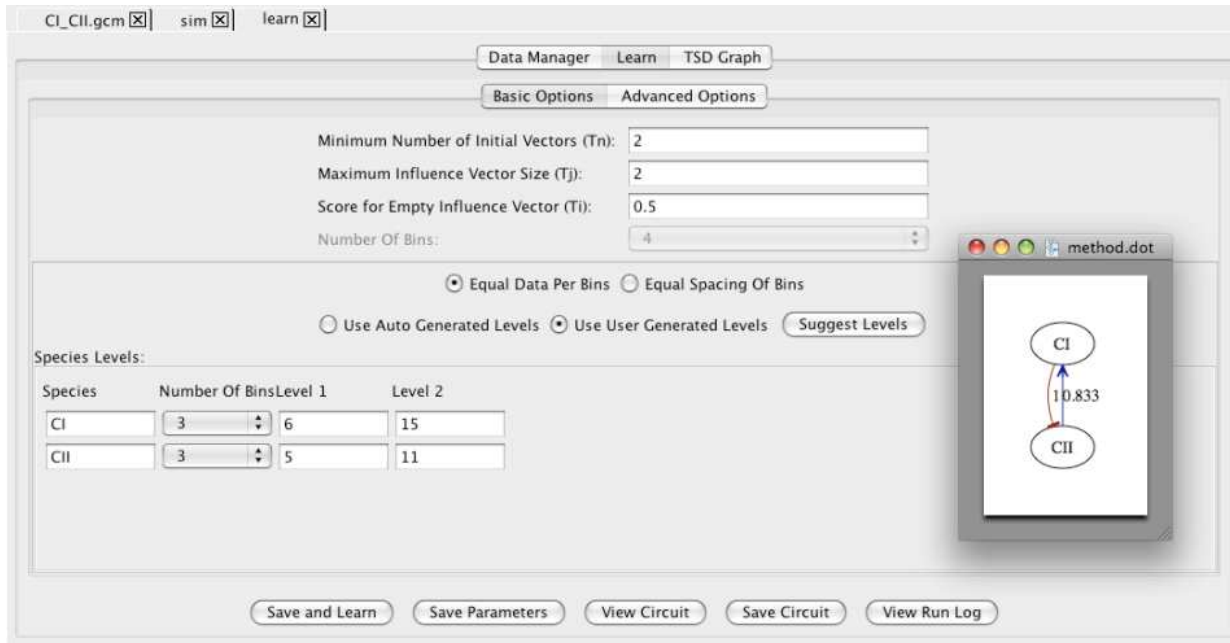 CI_CII.gcm sim learn
Data Manager Learn TSD Graph
Basic Options Advanced Options
Minimum Number of Initial Vectors (Tn): 2
Maximum Influence Vector Size (Tj): 2
Score for Empty Influence Vector (Ti): 0.5
Number Of Bins: 4
Equal Data Per Bins Equal Spacing Of Bins
Use Auto Generated Levels Use User Generated Levels Suggest Levels
Species Levels:
Species Number Of Bins Level 1 Level 2
CI 3 6 15
CII 3 5 11
Save and Learn Save Parameters View Circuit Save Circuit View Run Log
method.dot
CI
1 0.833
CII